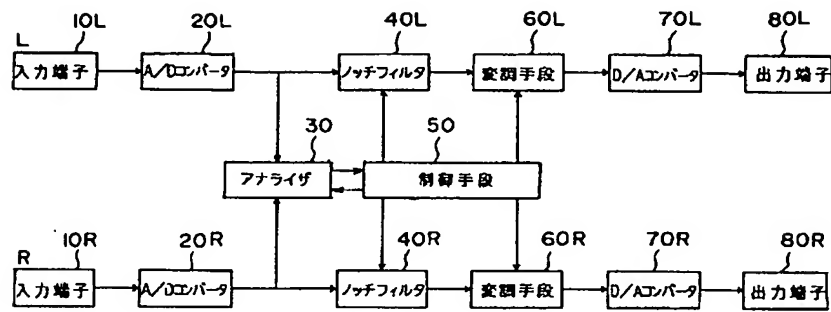 10L 20L 40L 60L 70L 80L
L
入力端子 A/Dコンバータ ノッチフィルタ 変調手段 D/Aコンバータ 出力端子
30 50
アナライザ 制御手段
10R 20R 40R 60R 70R 80R
R
入力端子 A/Dコンバータ ノッチフィルタ 変調手段 D/Aコンバータ 出力端子